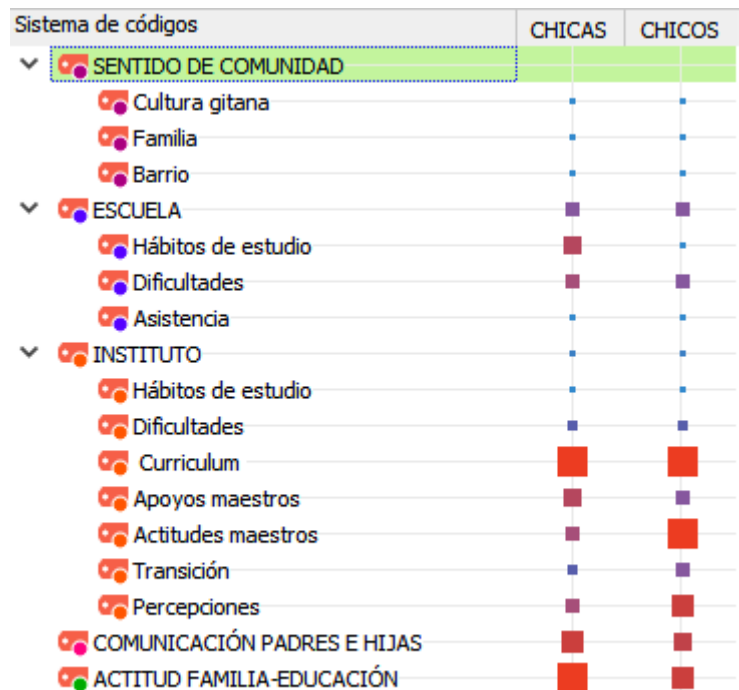 Sistema de códigos CHICAS CHICOS
SENTIDO DE COMUNIDAD
Cultura gitana
Familia
Barrio
ESCUELA
Hábitos de estudio
Dificultades
Asistencia
INSTITUTO
Hábitos de estudio
Dificultades
Curriculum
Apoyos maestros
Actitudes maestros
Transición
Percepciones
COMUNICACIÓN PADRES E HIJAS
ACTITUD FAMILIA-EDUCACIÓN